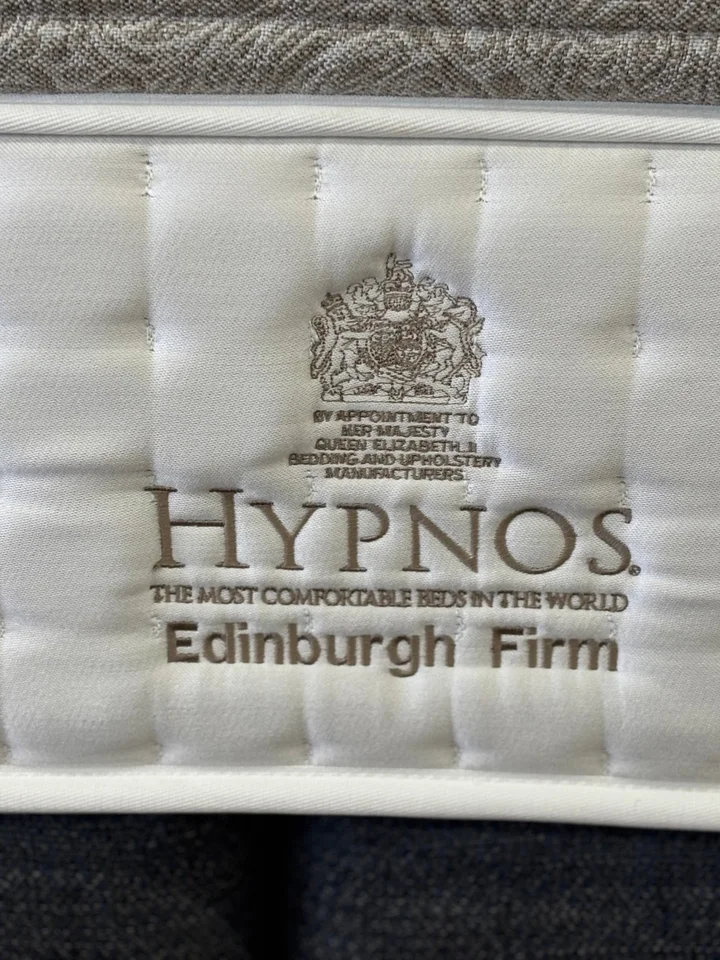 BY APPOINTMENT TO
HER MAJESTY
QUEEN ELIZABETH II
BEDDING AND UPHOLSTERY
MANUFACTURERS
HYPNOS®
THE MOST COMFORTABLE BEDS IN THE WORLD
Edinburgh Firm